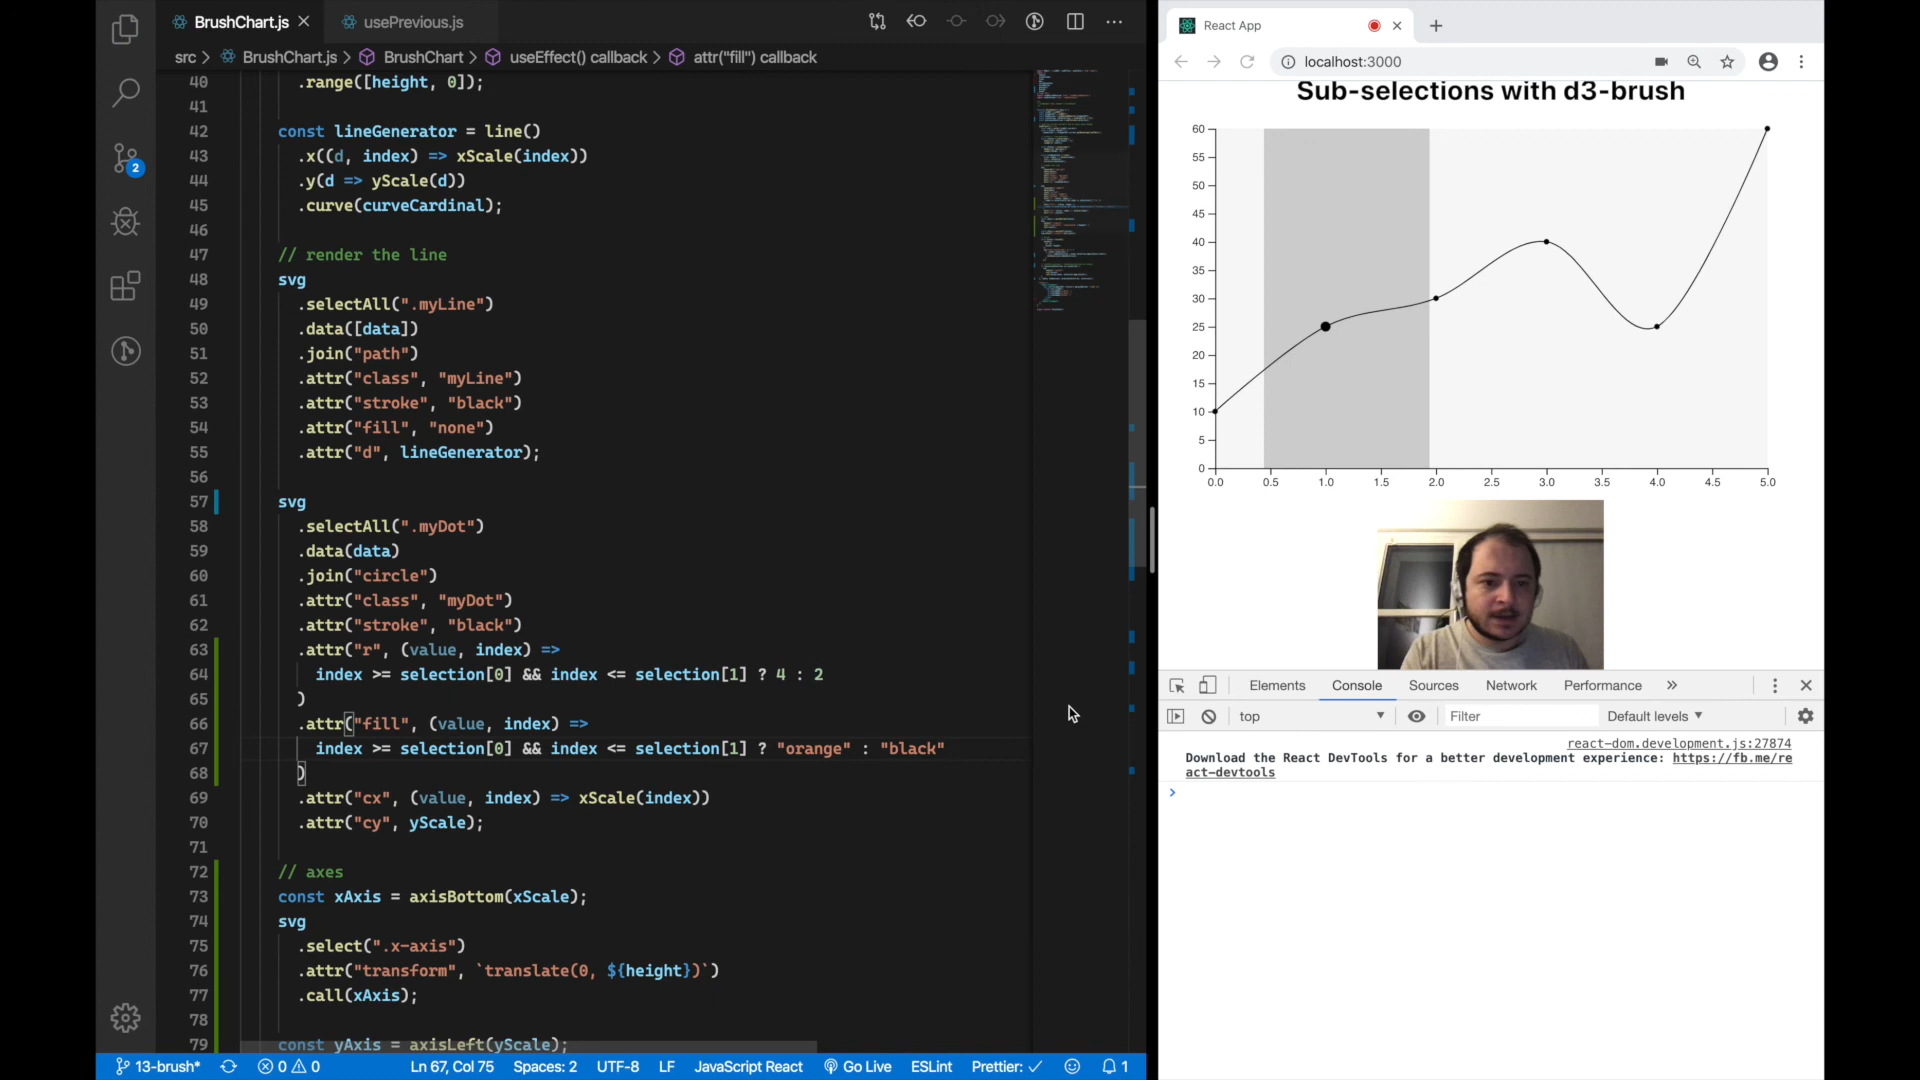 BrushChart.js
usePrevious.js
src > BrushChart.js > BrushChart > useEffect() callback > attr("fill") callback
40 .range([height, 0]);
41
42 const lineGenerator = line()
43 .x((d, index) => xScale(index))
44 .y(d => yScale(d))
45 .curve(curveCardinal);
46
47 // render the line
48 svg
49 .selectAll(".myLine")
50 .data([data])
51 .join("path")
52 .attr("class", "myLine")
53 .attr("stroke", "black")
54 .attr("fill", "none")
55 .attr("d", lineGenerator);
56
57 svg
58 .selectAll(".myDot")
59 .data(data)
60 .join("circle")
61 .attr("class", "myDot")
62 .attr("stroke", "black")
63 .attr("r", (value, index) =>
64 index >= selection[0] && index <= selection[1] ? 4 : 2
65 )
66 .attr("fill", (value, index) =>
67 index >= selection[0] && index <= selection[1] ? "orange" : "black"
68 )
69 .attr("cx", (value, index) => xScale(index))
70 .attr("cy", yScale);
71
72 // axes
73 const xAxis = axisBottom(xScale);
74 svg
75 .select(".x-axis")
76 .attr("transform", `translate(0, ${height})`)
77 .call(xAxis);
78
79 const yAxis = axisLeft(yScale);
2
13-brush* 0 0 Ln 67, Col 75 Spaces: 2 UTF-8 LF JavaScript React Go Live ESLint Prettier: ✓ 1
React App
localhost:3000
Sub-selections with d3-brush
60
55
50
45
40
35
30
25
20
15
10
5
0
0.0 0.5 1.0 1.5 2.0 2.5 3.0 3.5 4.0 4.5 5.0
Elements Console Sources Network Performance »
top Filter Default levels
react-dom.development.js:27874
Download the React DevTools for a better development experience: https://fb.me/re
act-devtools
>